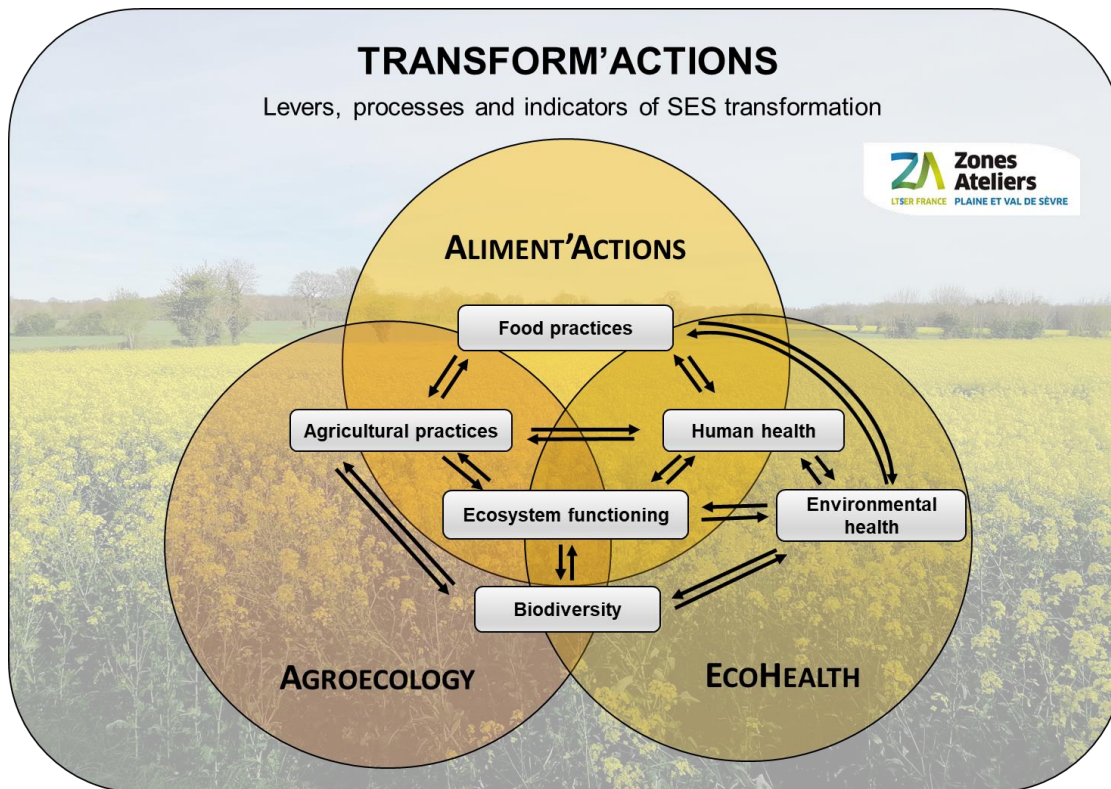 TRANSFORM'ACTIONS
Levers, processes and indicators of SES transformation
ZA Zones
Ateliers
LTSER FRANCE PLAINE ET VAL DE SÈVRE
ALIMENT'ACTIONS
Food practices
Agricultural practices
Human health
Ecosystem functioning
Environmental
health
Biodiversity
AGROECOLOGY
ECOHEALTH